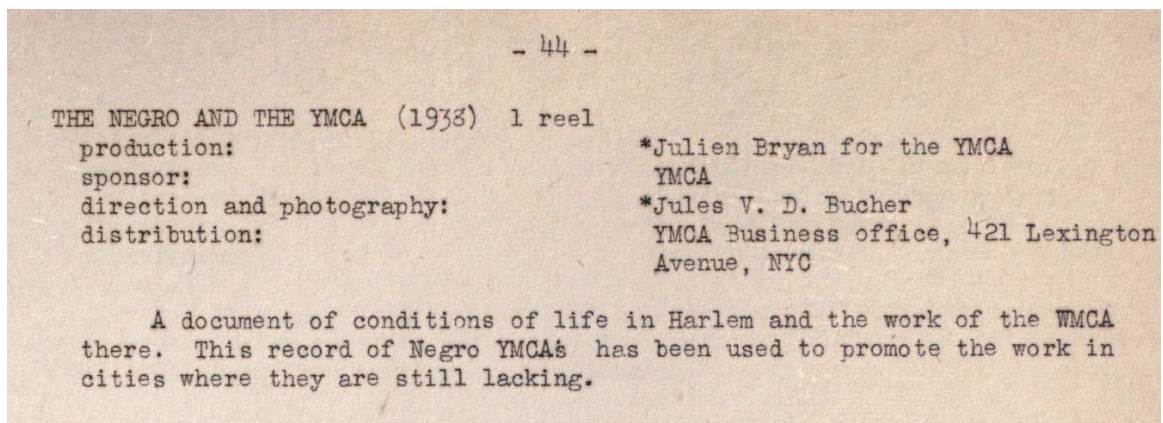 - 44 -
THE NEGRO AND THE YMCA (1938) 1 reel
production: *Julien Bryan for the YMCA
sponsor: YMCA
direction and photography: *Jules V. D. Bucher
distribution: YMCA Business office, 421 Lexington
Avenue, NYC
A document of conditions of life in Harlem and the work of the WMCA
there. This record of Negro YMCA's has been used to promote the work in
cities where they are still lacking.